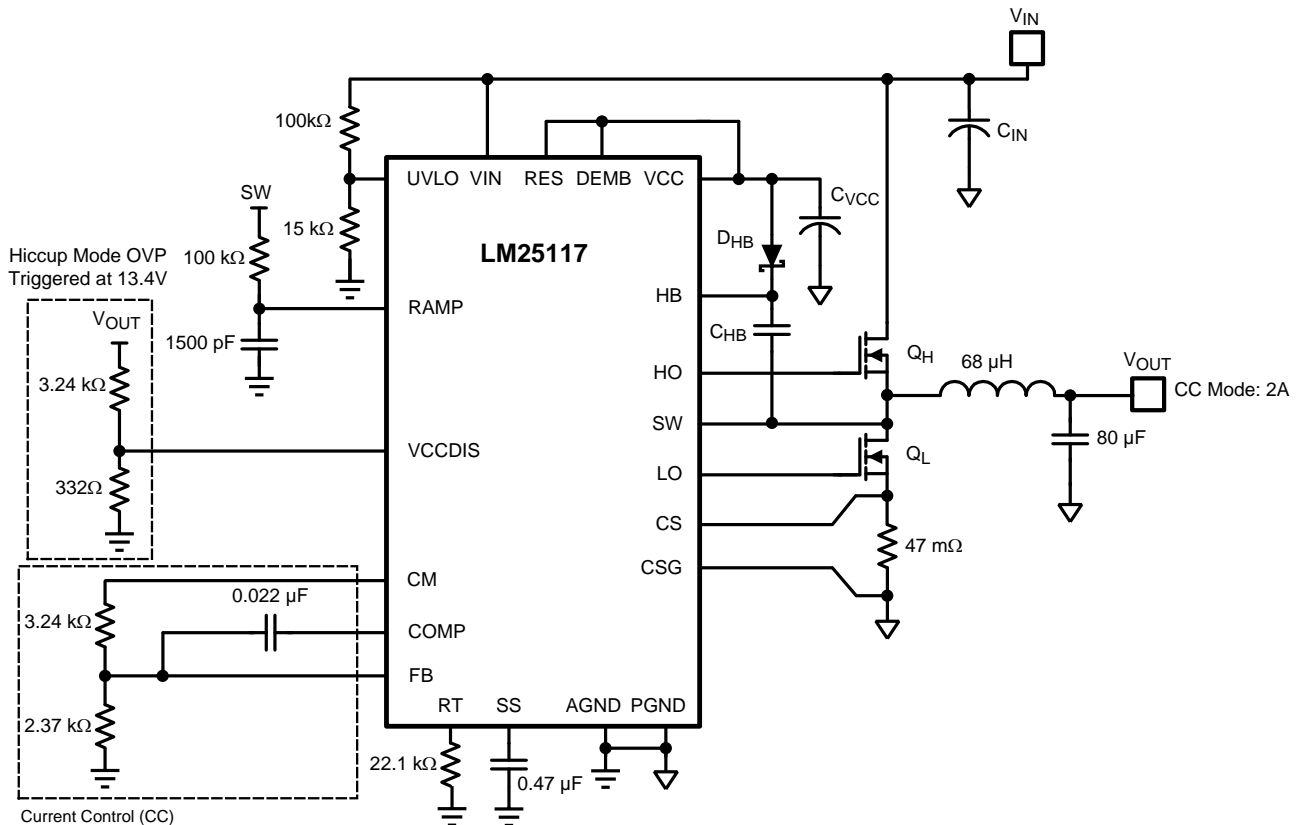 VIN
100kΩ
CIN
UVLO VIN RES DEMB VCC
SW
CVCC
15 kΩ
DHB
100 kΩ
LM25117
Hiccup Mode OVP
Triggered at 13.4V
HB
RAMP
VOUT
1500 pF
CHB
QH
68 µH
VOUT
3.24 kΩ
HO
CC Mode: 2A
SW
VCCDIS
QL
80 µF
LO
332Ω
CS
47 mΩ
CSG
CM
0.022 µF
3.24 kΩ
COMP
FB
RT SS AGND PGND
2.37 kΩ
22.1 kΩ
0.47 µF
Current Control (CC)